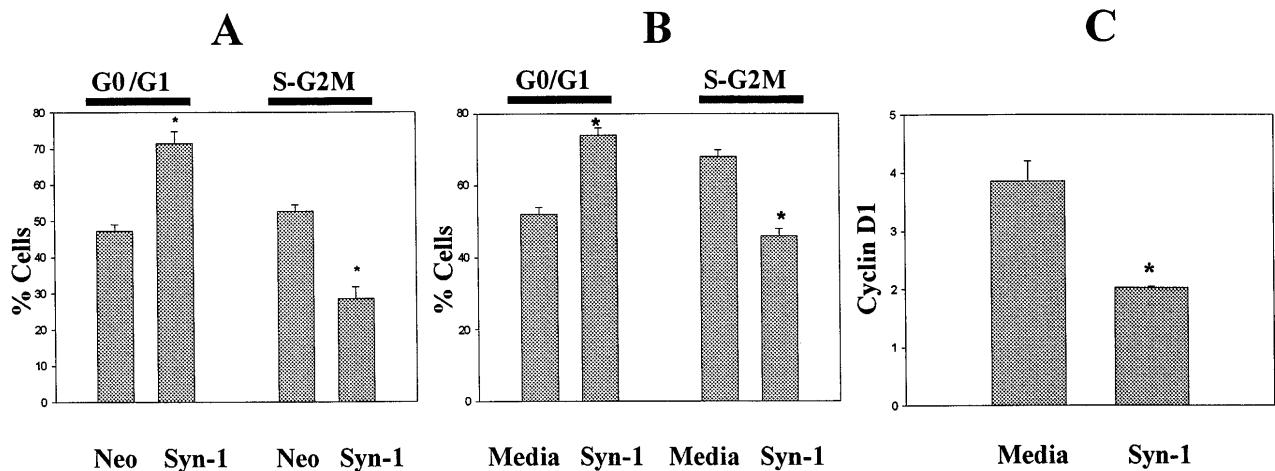 A
G0/G1
S-G2M
% Cells
80
70
60
50
40
30
20
10
0
*
*
Neo
Syn-1
Neo
Syn-1
B
G0/G1
S-G2M
% Cells
80
60
40
20
0
*
*
Media
Syn-1
Media
Syn-1
C
Cyclin D1
5
4
3
2
1
0
*
Media
Syn-1